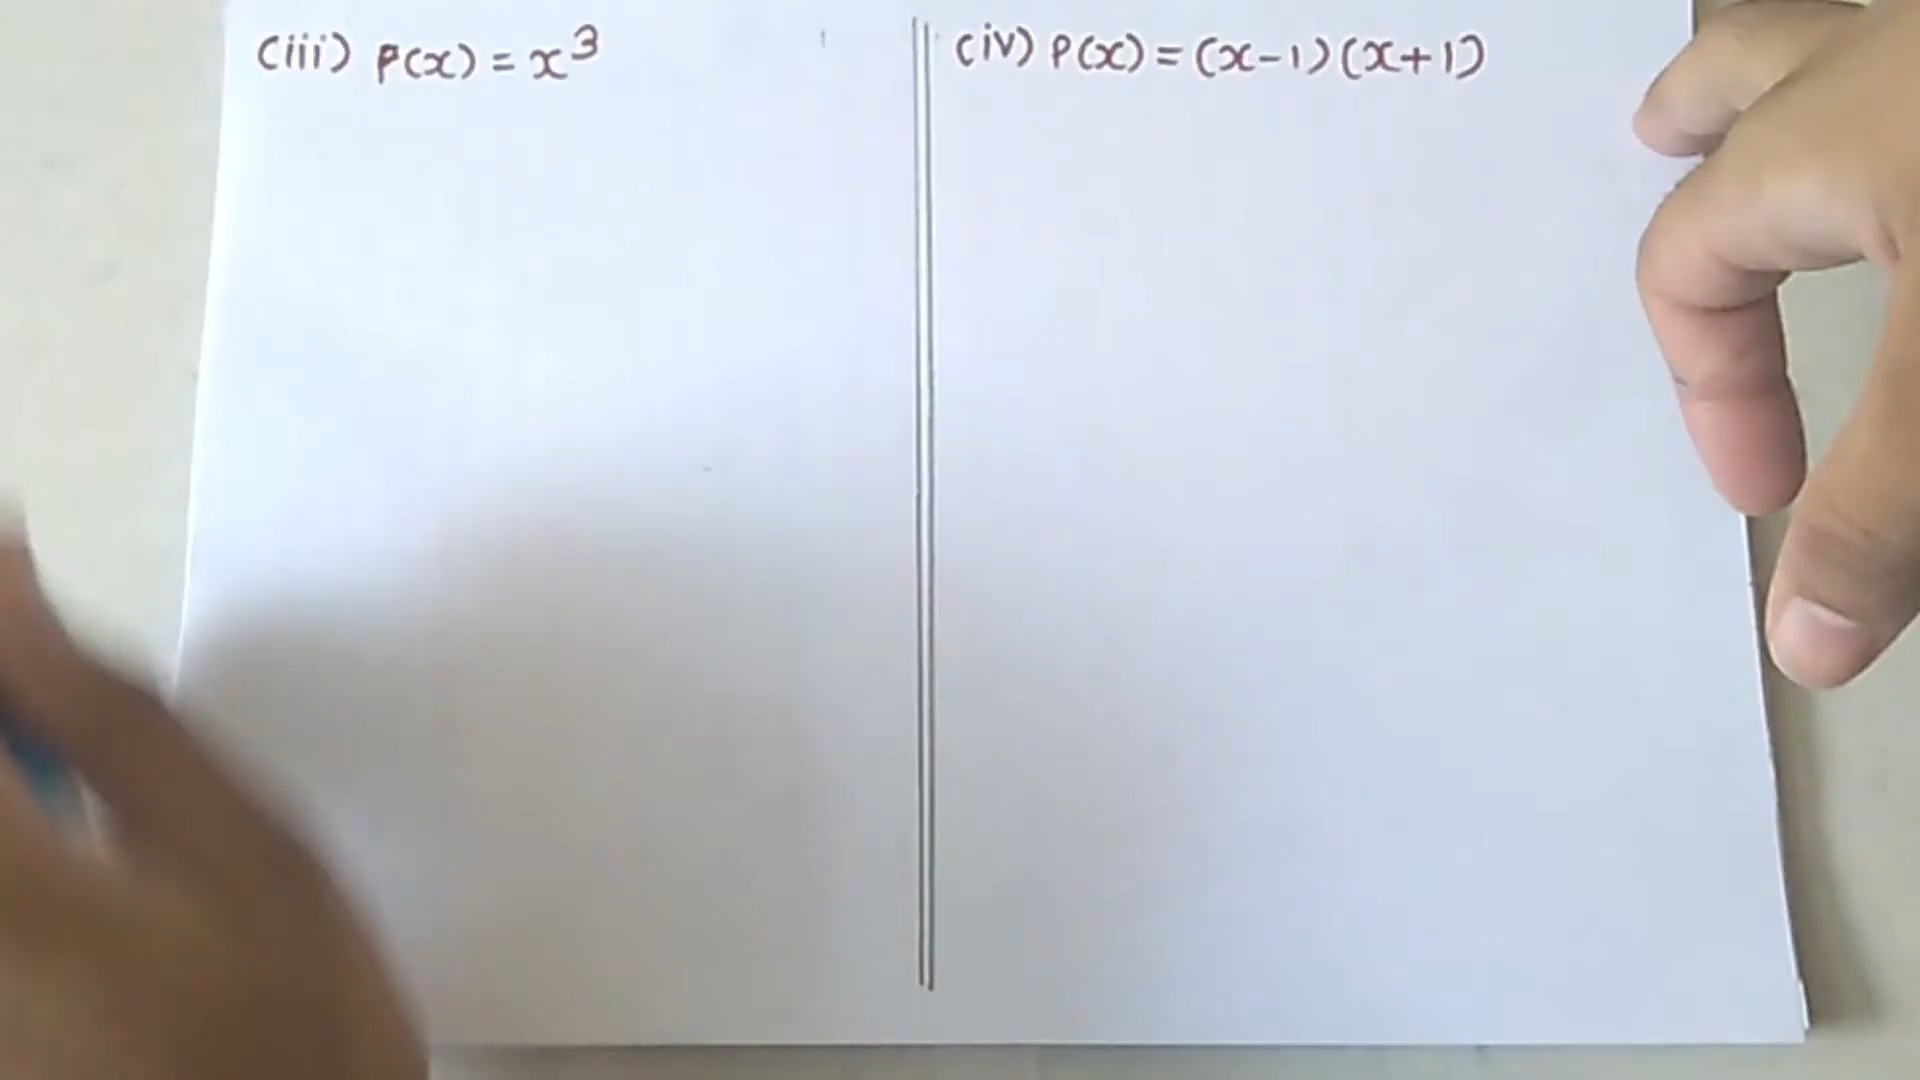 (iii) P(x) = x³
(iv) P(x) = (x-1)(x+1)